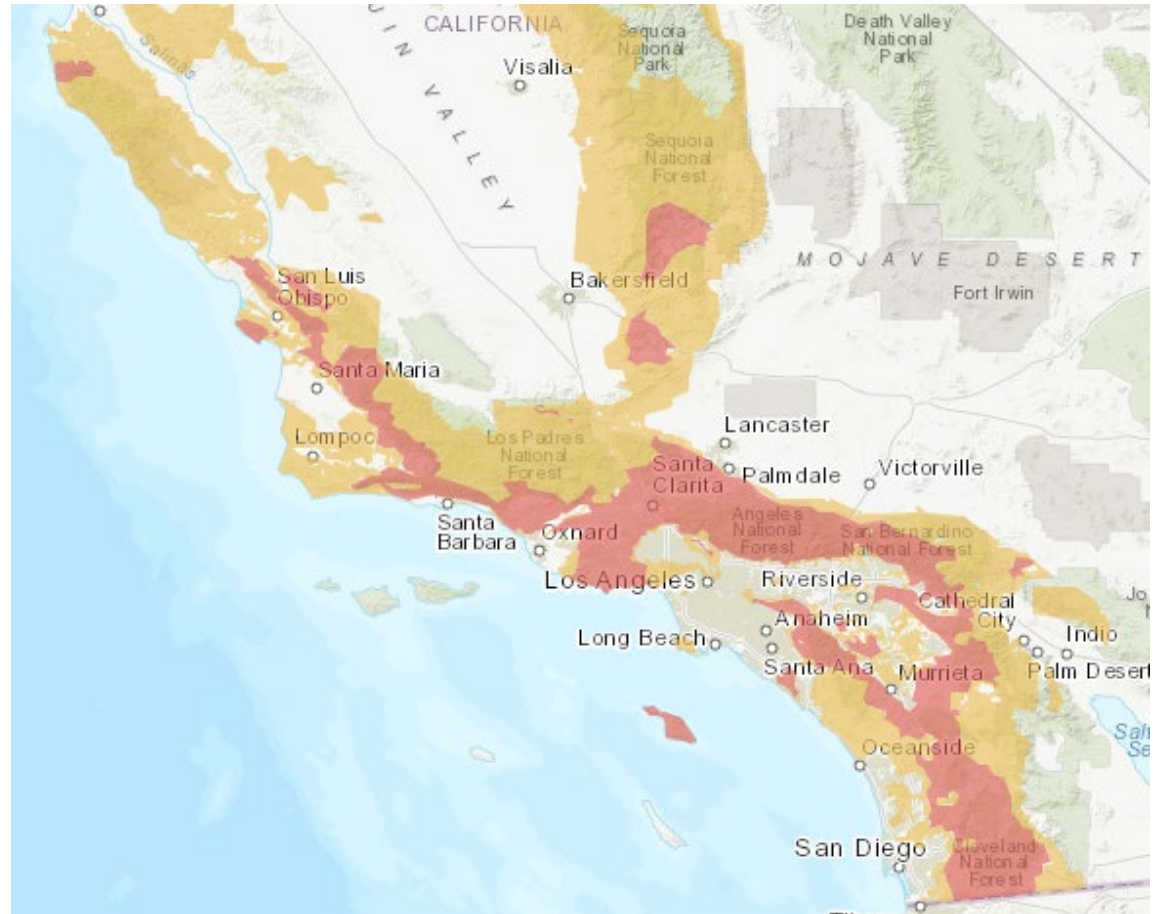 CALIFORNIA
Death Valley
National
Park
Sequoia
National
Park
Salinas
Visalia
VALLEY
Sequoia
National
Forest
MOJAVE DESERT
Fort Irwin
San Luis
Obispo
Bakersfield
Santa Maria
Lompoc
Los Padres
National
Forest
Lancaster
Santa
Clarita
Palmdale
Victorville
Santa
Barbara
Oxnard
Angeles
National
Forest
San Bernardino
National Forest
Los Angeles
Riverside
Cathedral
City
Long Beach
Anaheim
Santa Ana
Murrieta
Indio
Palm Desert
Oceanside
San Diego
Cleveland
National
Forest